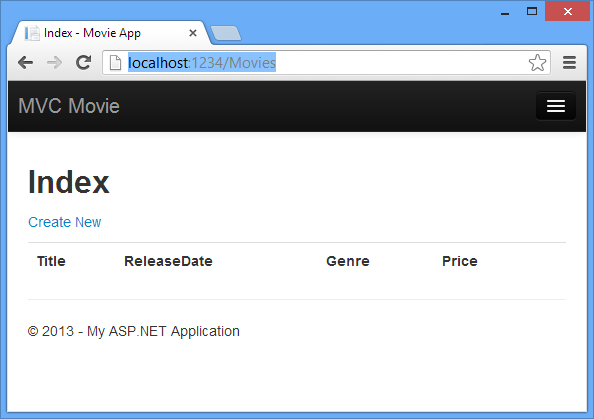 Index - Movie App
localhost:1234/Movies
MVC Movie
Index
Create New
Title ReleaseDate Genre Price
© 2013 - My ASP.NET Application